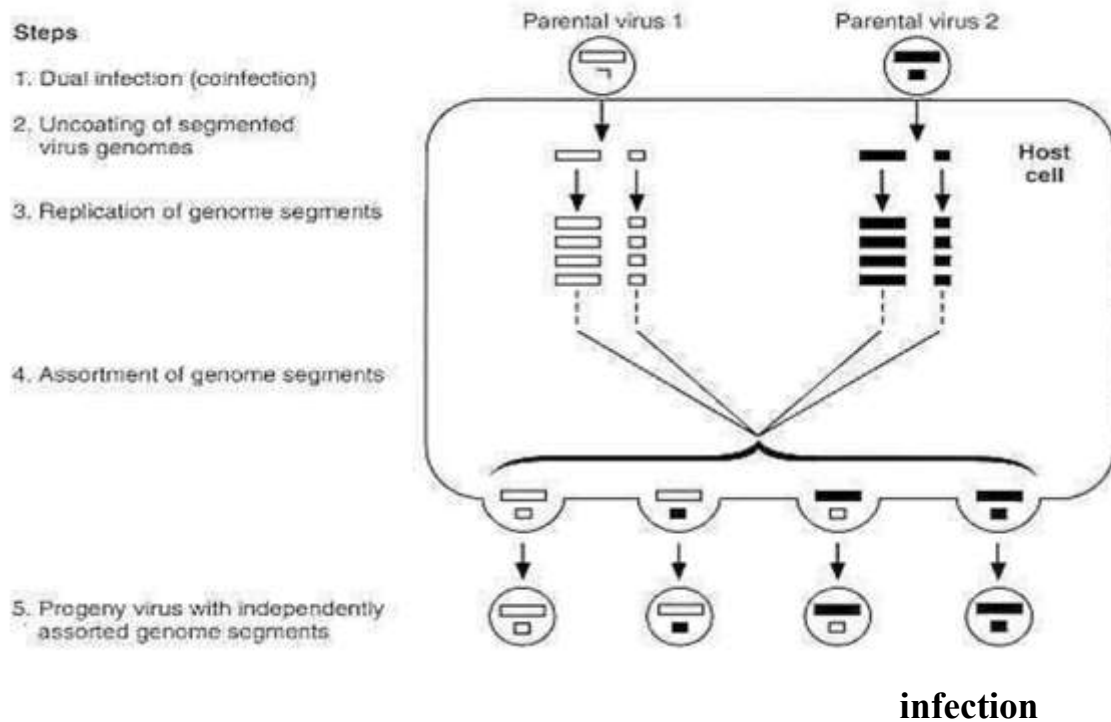 Parental virus 1
Parental virus 2
Steps
1. Dual infection (coinfection)
2. Uncoating of segmented
virus genomes
Host
cell
3. Replication of genome segments
4. Assortment of genome segments
5. Progeny virus with independently
assorted genome segments
infection